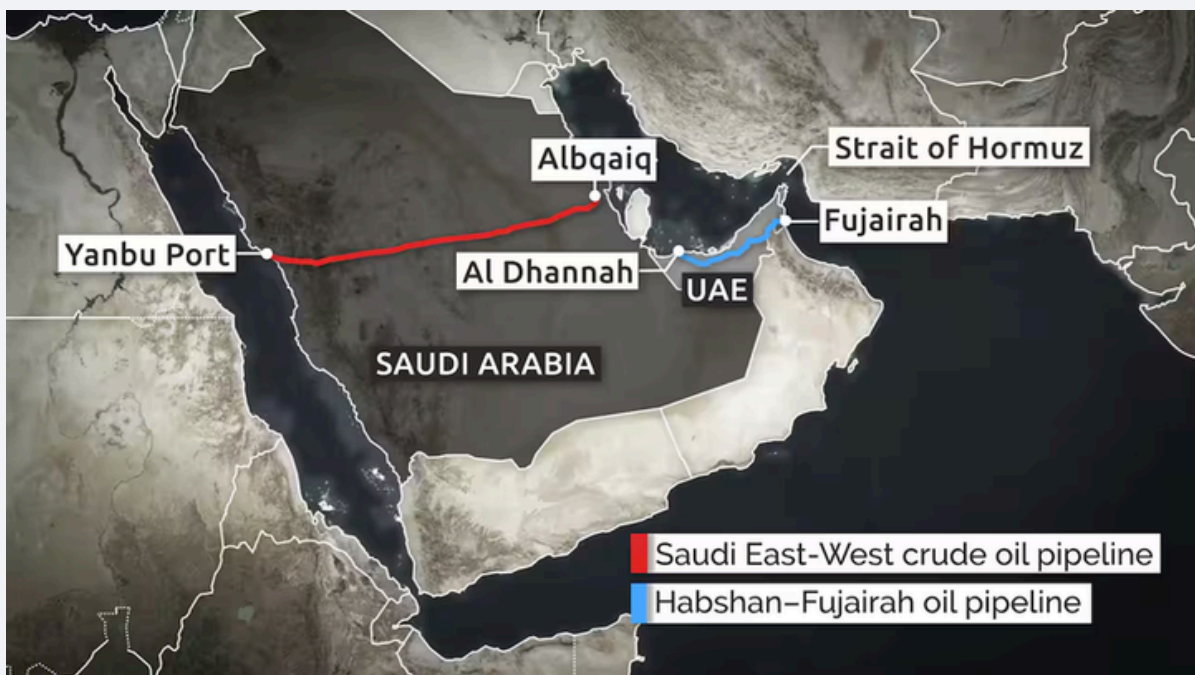 Albqaiq
Strait of Hormuz
Yanbu Port
Fujairah
Al Dhannah
UAE
SAUDI ARABIA
Saudi East-West crude oil pipeline
Habshan–Fujairah oil pipeline